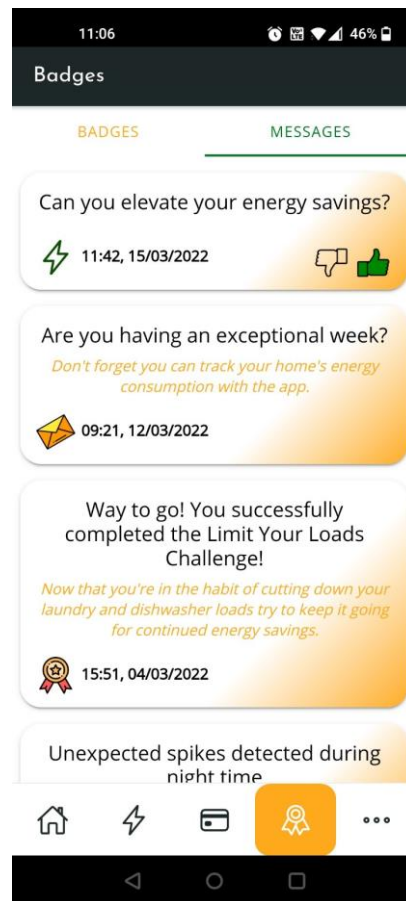 11:06
VoI LTE 46%
Badges
BADGES MESSAGES
Can you elevate your energy savings?
11:42, 15/03/2022
Are you having an exceptional week?
Don't forget you can track your home's energy
consumption with the app.
09:21, 12/03/2022
Way to go! You successfully
completed the Limit Your Loads
Challenge!
Now that you're in the habit of cutting down your
laundry and dishwasher loads try to keep it going
for continued energy savings.
15:51, 04/03/2022
Unexpected spikes detected during
night time